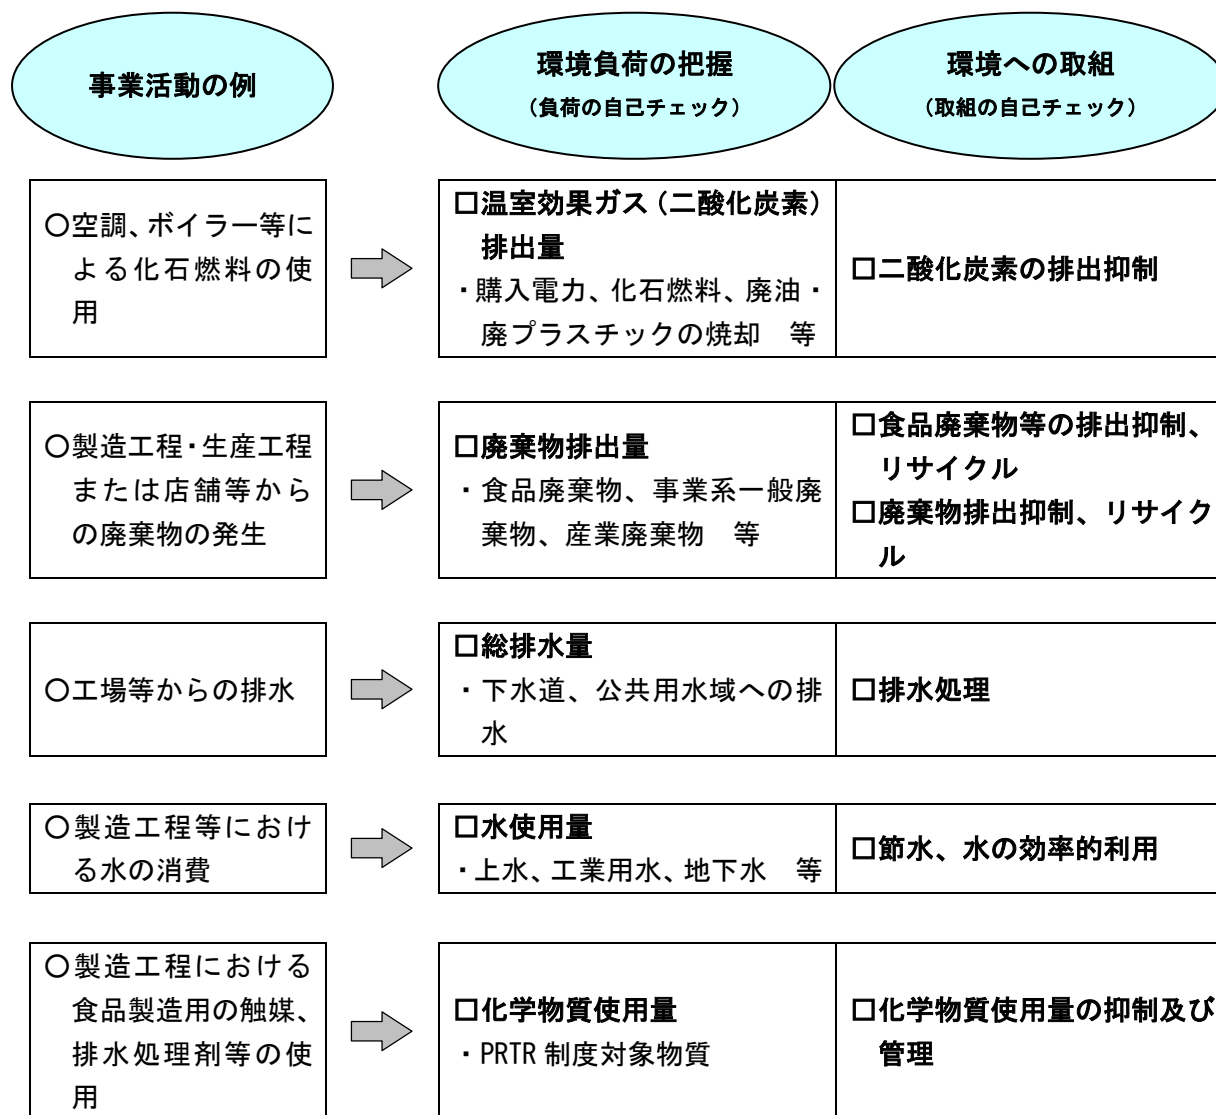 事業活動の例
環境負荷の把握
（負荷の自己チェック）
環境への取組
（取組の自己チェック）
〇空調、ボイラー等に
よる化石燃料の使
用
□温室効果ガス（二酸化炭素）
排出量
・購入電力、化石燃料、廃油・
廃プラスチックの焼却　等
□二酸化炭素の排出抑制
〇製造工程・生産工程
または店舗等から
の廃棄物の発生
□廃棄物排出量
・食品廃棄物、事業系一般廃
棄物、産業廃棄物　等
□食品廃棄物等の排出抑制、
リサイクル
□廃棄物排出抑制、リサイク
ル
〇工場等からの排水
□総排水量
・下水道、公共用水域への排
水
□排水処理
〇製造工程等におけ
る水の消費
□水使用量
・上水、工業用水、地下水　等
□節水、水の効率的利用
〇製造工程における
食品製造用の触媒、
排水処理剤等の使
用
□化学物質使用量
・PRTR 制度対象物質
□化学物質使用量の抑制及び
管理